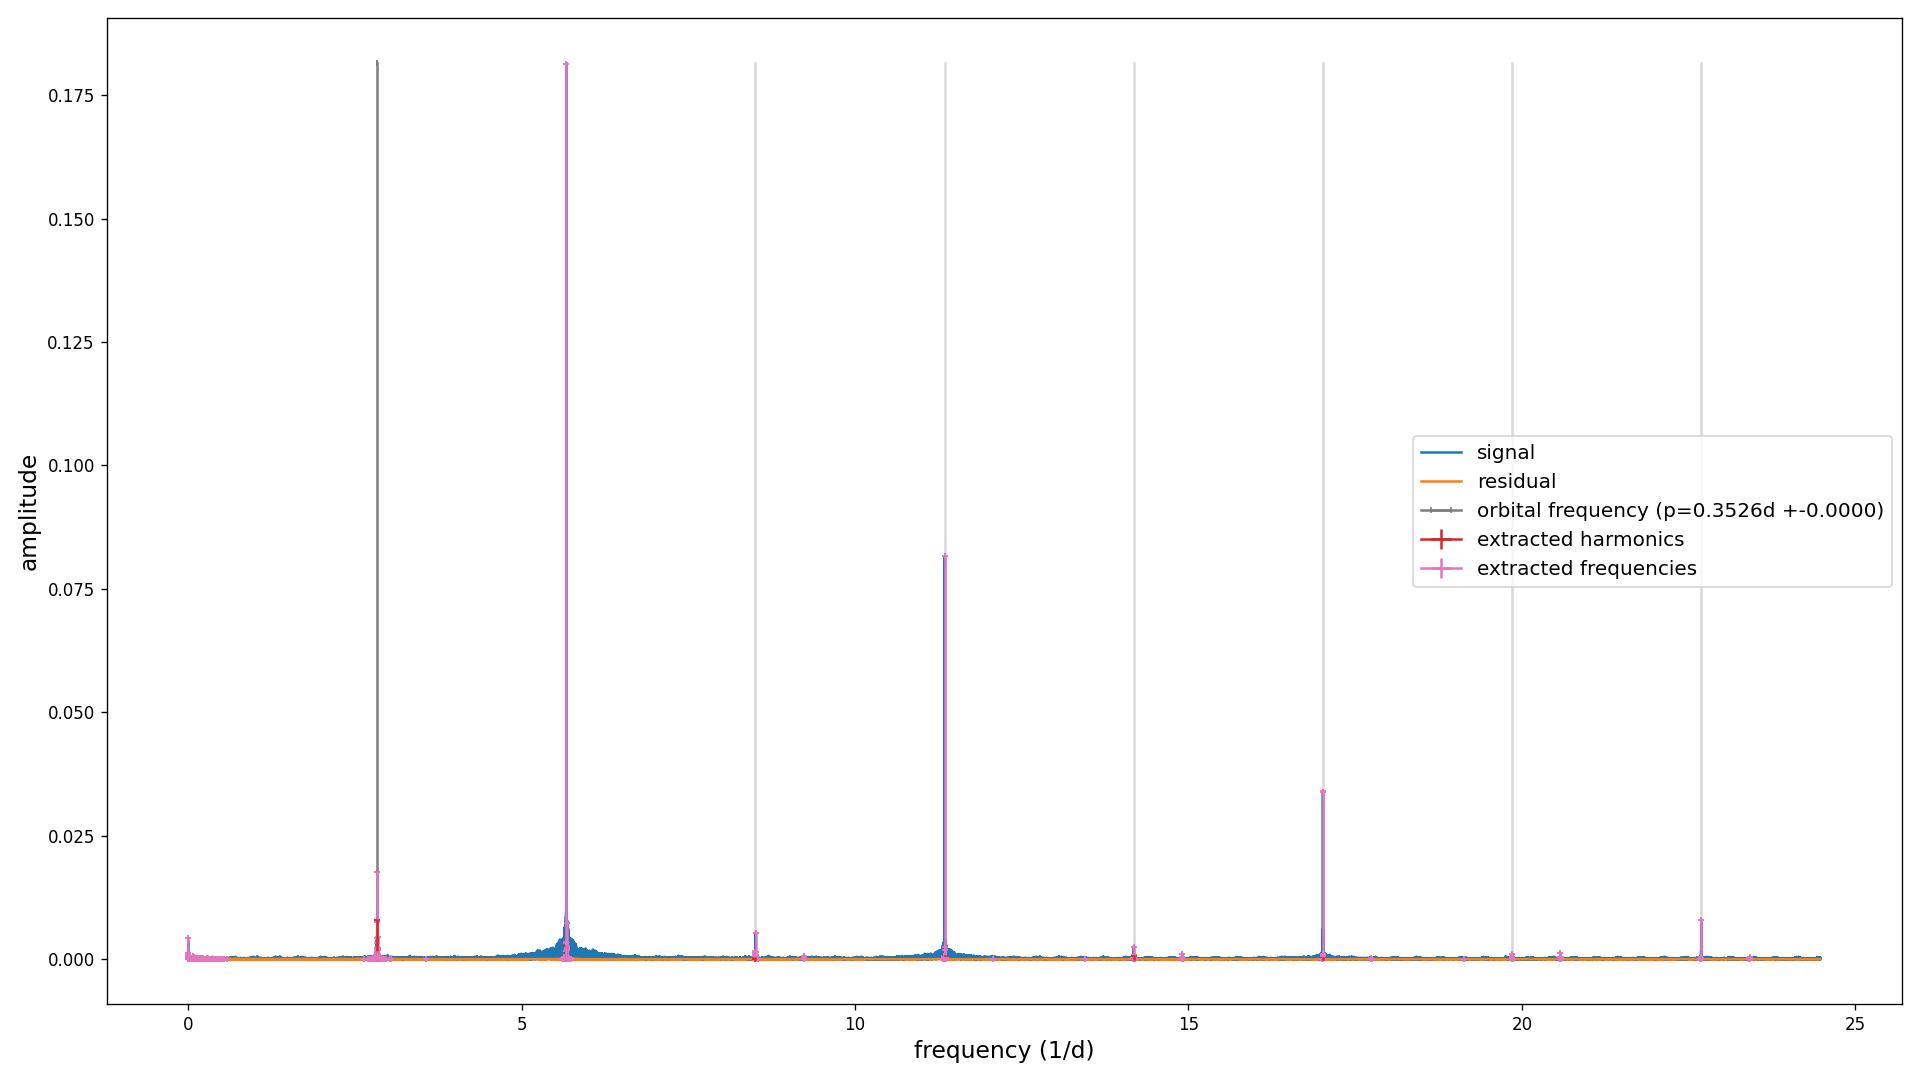 0.175
0.150
0.125
0.100
0.075
0.050
0.025
0.000
amplitude
signal
residual
orbital frequency (p=0.3526d +-0.0000)
extracted harmonics
extracted frequencies
0 5 10 15 20 25
frequency (1/d)